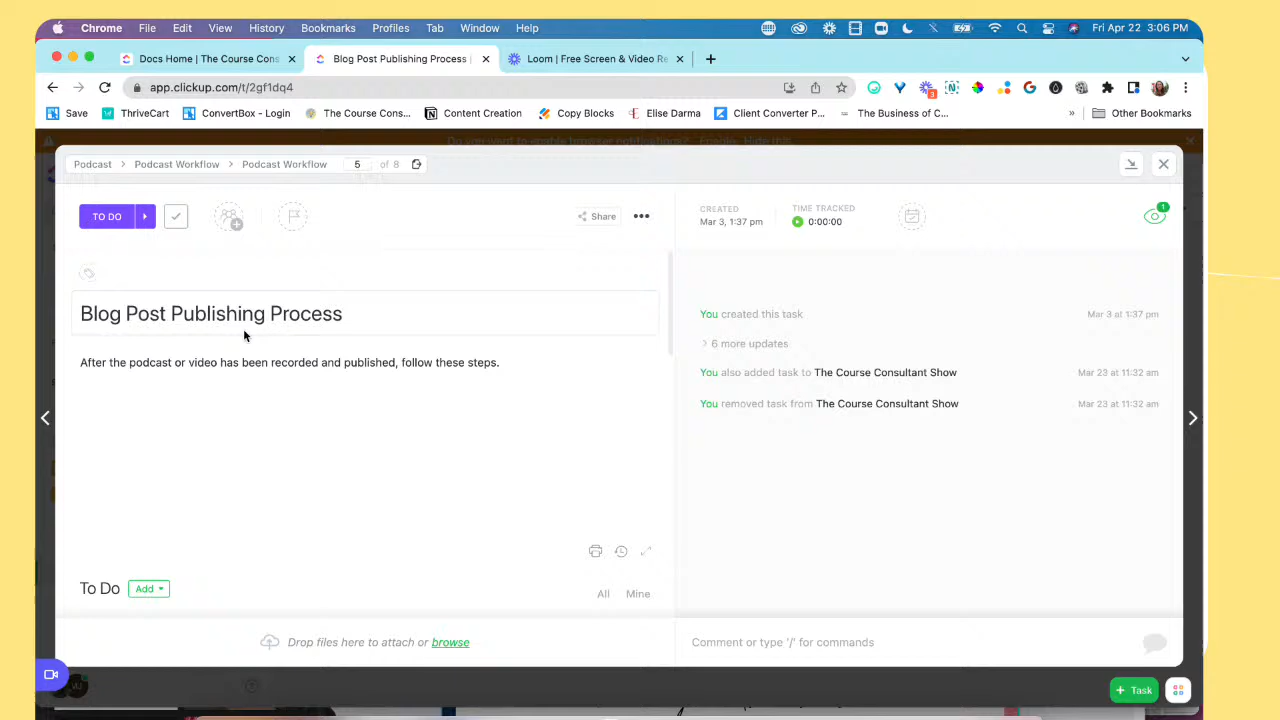 Chrome File Edit View History Bookmarks Profiles Tab Window Help Fri Apr 22 3:06 PM
Docs Home | The Course Cons Blog Post Publishing Process | Loom | Free Screen & Video Re
app.clickup.com/t/2gf1dq4
Save ThriveCart ConvertBox - Login The Course Cons... Content Creation Copy Blocks Elise Darma Client Converter P... The Business of C... » Other Bookmarks
Podcast Podcast Workflow Podcast Workflow 5 of 8
TO DO Share CREATED TIME TRACKED 1
Mar 3, 1:37 pm 0:00:00
Blog Post Publishing Process
After the podcast or video has been recorded and published, follow these steps.
You created this task Mar 3 at 1:37 pm
6 more updates
You also added task to The Course Consultant Show Mar 23 at 11:32 am
You removed task from The Course Consultant Show Mar 23 at 11:32 am
To Do Add All Mine
Drop files here to attach or browse
Comment or type '/' for commands
+ Task